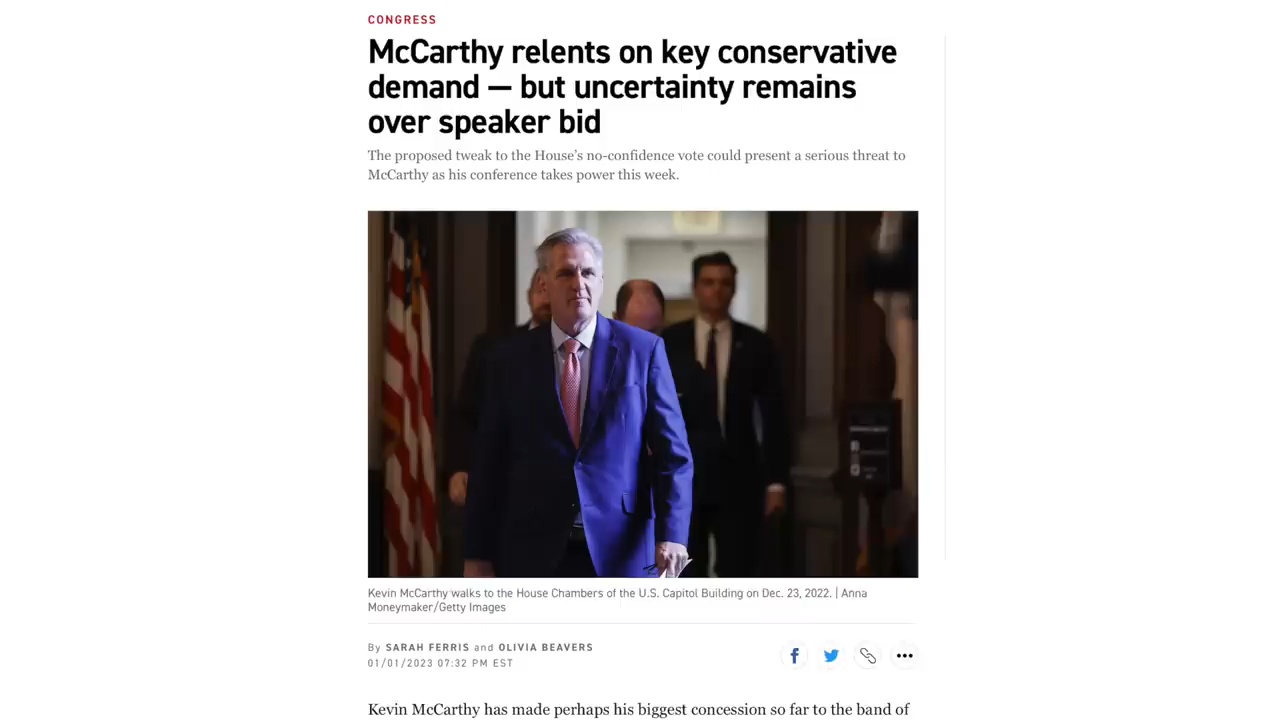 CONGRESS
McCarthy relents on key conservative
demand — but uncertainty remains
over speaker bid
The proposed tweak to the House's no-confidence vote could present a serious threat to
McCarthy as his conference takes power this week.
Kevin McCarthy walks to the House Chambers of the U.S. Capitol Building on Dec. 23, 2022. | Anna
Moneymaker/Getty Images
By SARAH FERRIS and OLIVIA BEAVERS
01/01/2023 07:32 PM EST
Kevin McCarthy has made perhaps his biggest concession so far to the band of